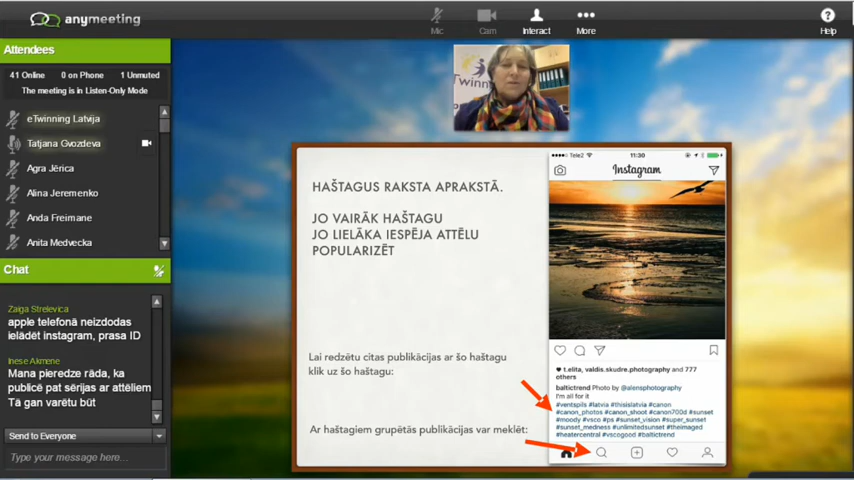 anymeeting
Mic
Cam
Interact
More
Help
Attendees
41 Online 0 on Phone 1 Unmuted
The meeting is in Listen-Only Mode
eTwinning Latvija
Tatjana Gvozdeva
Agra Jērica
Alina Jeremenko
Anda Freimane
Anita Medvecka
Chat
Zaiga Strelevica
apple telefonā neizdodas
ielādēt instagram, prasa ID
Inese Akmene
Mana pieredze rāda, ka
publicē pat sērijas ar attēliem
Tā gan varētu būt
Send to Everyone
Type your message here...
HAŠTAGUS RAKSTA APRAKSTĀ.
JO VAIRĀK HAŠTAGU
JO LIELĀKA IESPĒJA ATTĒLU
POPULARIZĒT
Lai redzētu citas publikācijas ar šo haštagu
klik uz šo haštagu:
Ar haštagiem grupētās publikācijas var meklēt:
Tele2 11:30
Instagram
t.elita, valdis.skudre.photography and 777
others
baltictrend Photo by @alensphotography
I'm all for it
#ventspils #latvia #thisislatvia #canon
#canon_photos #canon_shoot #canon700d #sunset
#moody #vsco #ps #sunset_vision #super_sunset
#sunset_madness #unlimitedsunset #theimaged
#heatercentral #vscogood #baltictrend